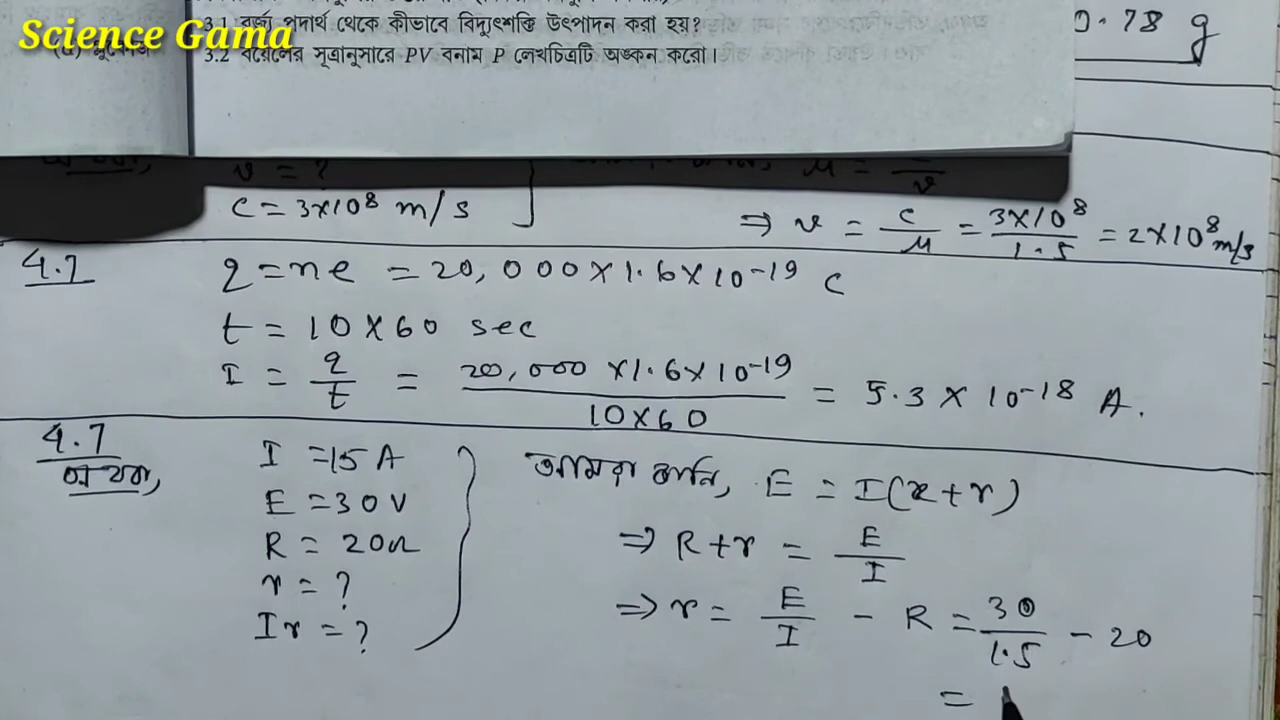 3.1 বর্জ্য পদার্থ থেকে কীভাবে বিদ্যুৎশক্তি উৎপাদন করা হয়?
Science Gama
3.2 বয়েলের সূত্রানুসারে PV বনাম P লেখচিত্রটি অঙ্কন করো।
0.78 g
v = ?
μ = v
c = 3×10⁸ m/s
⇒ v = c/μ = 3×10⁸/1.5 = 2×10⁸ m/s
4.7
q = ne = 20,000×1.6×10⁻¹⁹ C
t = 10×60 sec
I = q/t = 20,000×1.6×10⁻¹⁹/10×60 = 5.3×10⁻¹⁸ A.
4.7
অথবা,
I = 15 A
E = 30 V
R = 20Ω
r = ?
Ir = ?
আমরা জানি, E = I(R+r)
⇒ R+r = E/I
⇒ r = E/I − R = 30/1.5 − 20
=